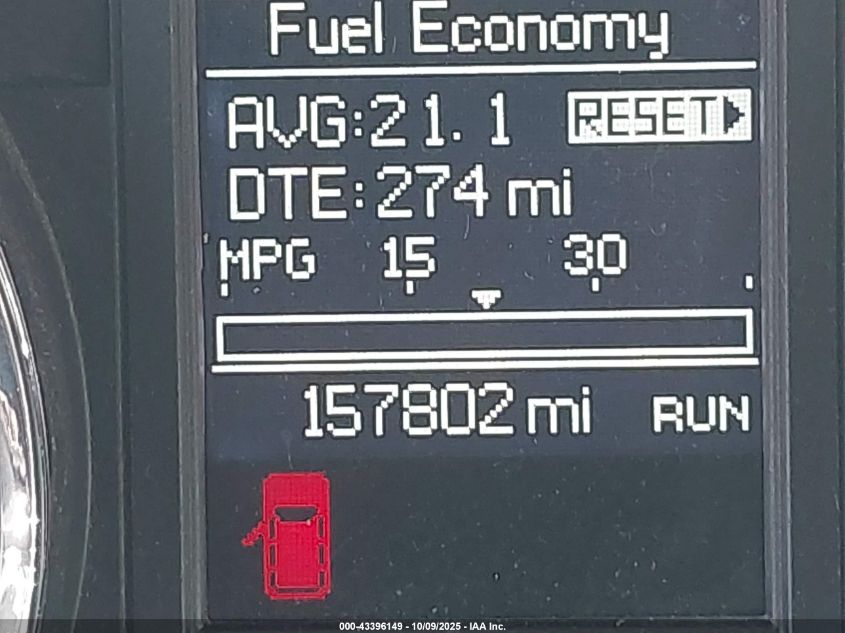 Fuel Economy
AVG:21.1 RESET
DTE:274 mi
MPG 15 30
157802 mi RUN
000-43396149 - 10/09/2025 - IAA Inc.